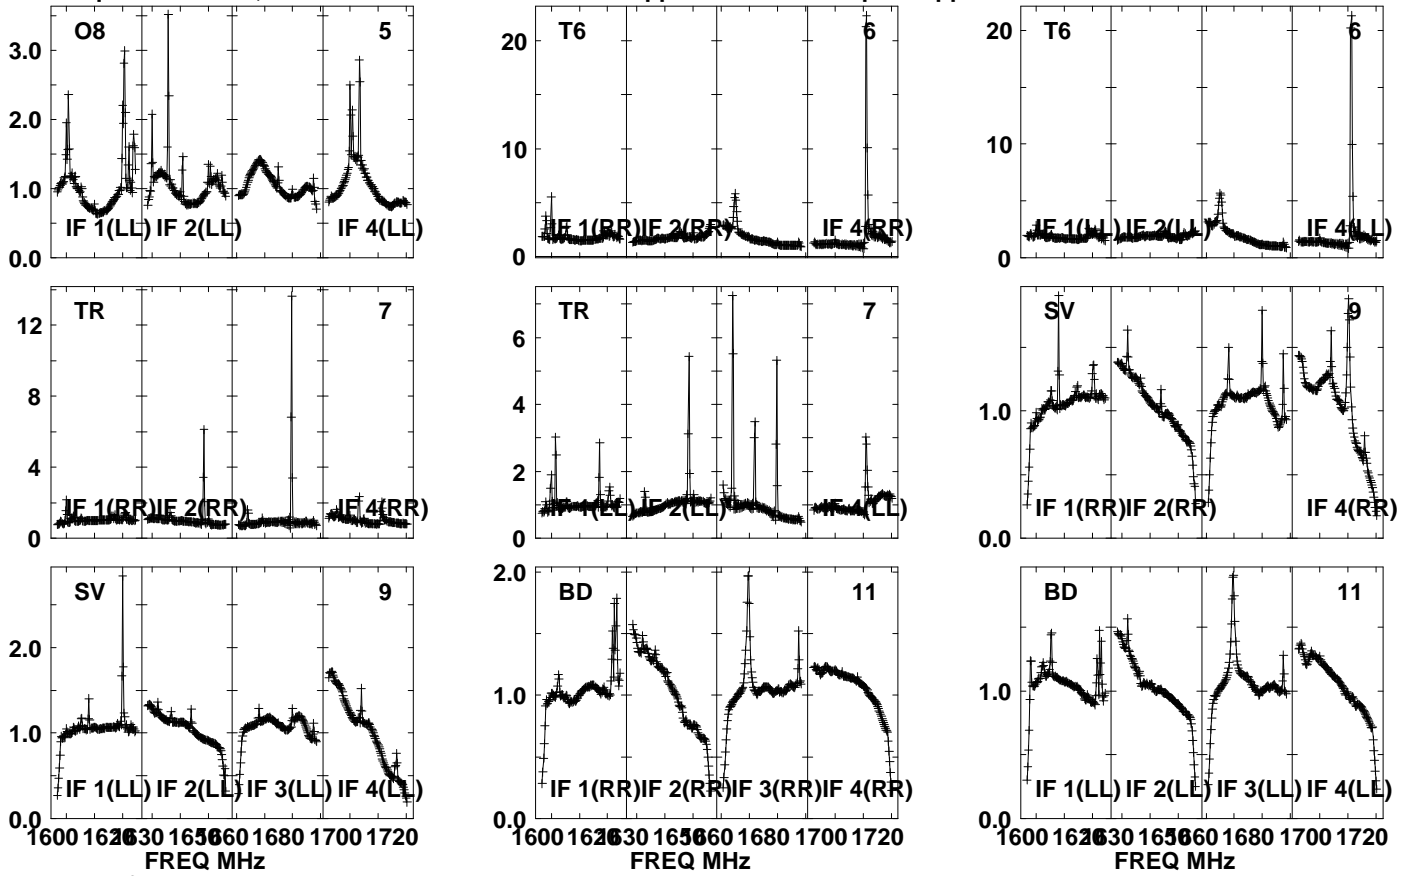 O8 5
3.0
2.0
1.0
0.0
IF 1(LL) IF 2(LL) IF 4(LL)
T6 6
20
10
0
IF 1(RR) IF 2(RR) IF 4(RR)
T6 6
20
10
0
IF 1(LL) IF 2(LL) IF 4(LL)
TR 7
12
8
4
0
IF 1(RR) IF 2(RR) IF 4(RR)
TR 7
6
4
2
0
IF 1(LL) IF 2(LL) IF 4(LL)
SV 9
1.0
0.0
IF 1(RR) IF 2(RR) IF 4(RR)
SV 9
2.0
1.0
0.0
IF 1(LL) IF 2(LL) IF 3(LL) IF 4(LL)
1600 1620 1630 1650 1660 1680 1700 1720
FREQ MHz
BD 11
2.0
1.0
0.0
IF 1(RR) IF 2(RR) IF 3(RR) IF 4(RR)
1600 1620 1630 1650 1660 1680 1700 1720
FREQ MHz
BD 11
1.0
0.0
IF 1(LL) IF 2(LL) IF 3(LL) IF 4(LL)
1600 1620 1630 1650 1660 1680 1700 1720
FREQ MHz